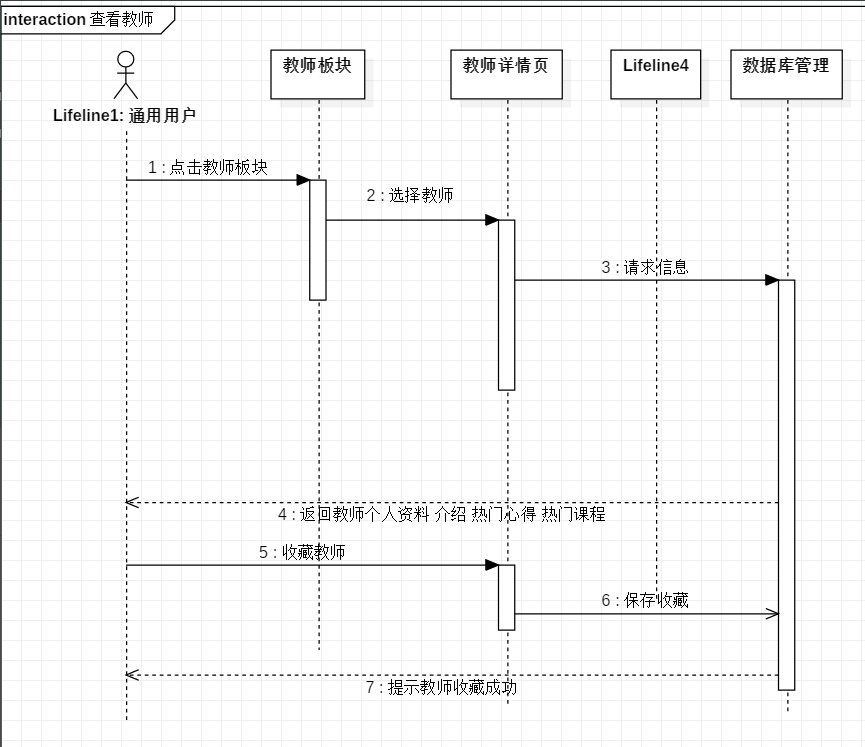 interaction 查看教师
教师板块
教师详情页
Lifeline4
数据库管理
Lifeline1: 通用用户
1 : 点击教师板块
2 : 选择教师
3 : 请求信息
4 : 返回教师个人资料 介绍 热门心得 热门课程
5 : 收藏教师
6 : 保存收藏
7 : 提示教师收藏成功